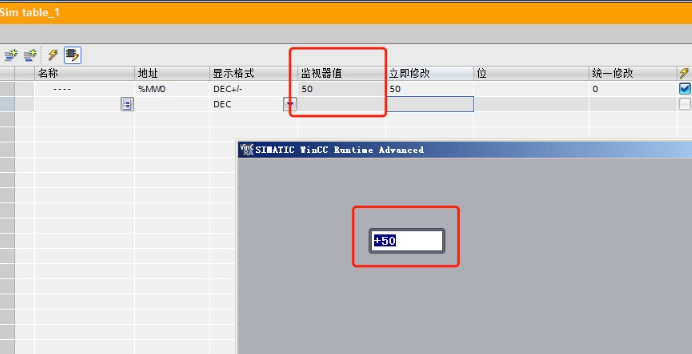 Sim table_1
名称 地址 显示格式 监视器值 立即修改 位 统一修改
---- %MW0 DEC+/- 50 50 0
DEC
SIMATIC WinCC Runtime Advanced
+50